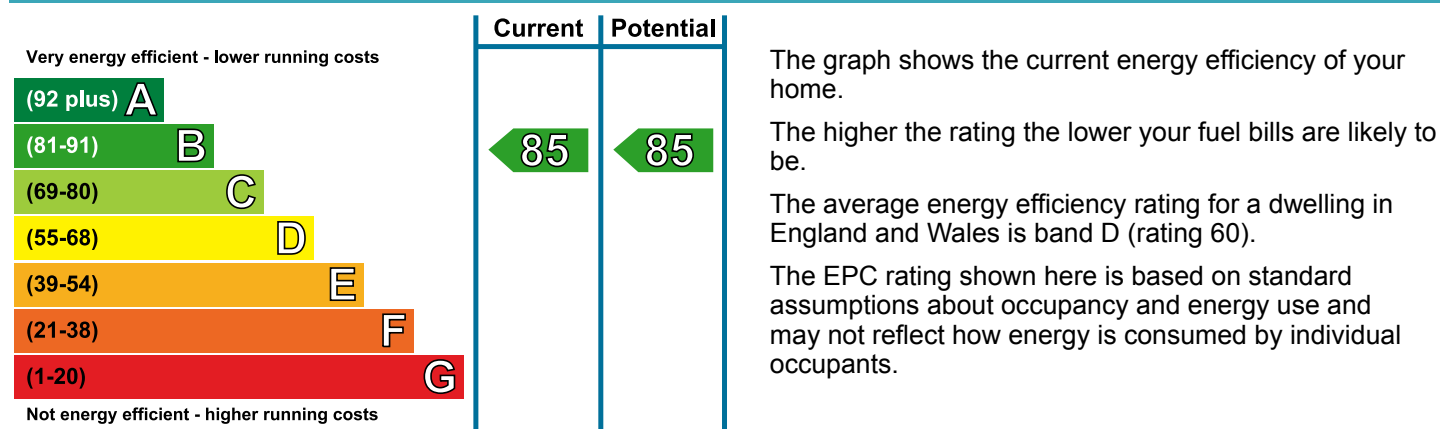 Current Potential
Very energy efficient - lower running costs
(92 plus) A
(81-91) B
85 85
(69-80) C
(55-68) D
(39-54) E
(21-38) F
(1-20) G
Not energy efficient - higher running costs
The graph shows the current energy efficiency of your
home.
The higher the rating the lower your fuel bills are likely to
be.
The average energy efficiency rating for a dwelling in
England and Wales is band D (rating 60).
The EPC rating shown here is based on standard
assumptions about occupancy and energy use and
may not reflect how energy is consumed by individual
occupants.